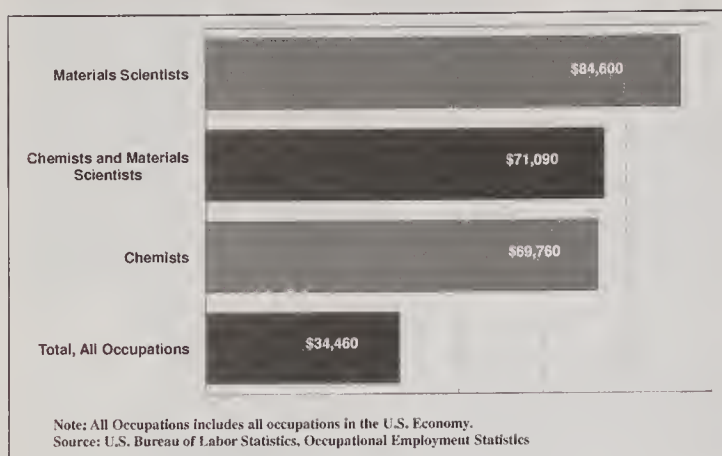 Materials Scientists
$84,600
Chemists and Materials
Scientists
$71,090
Chemists
$69,760
Total, All Occupations
$34,460
Note: All Occupations includes all occupations in the U.S. Economy.
Source: U.S. Bureau of Labor Statistics, Occupational Employment Statistics